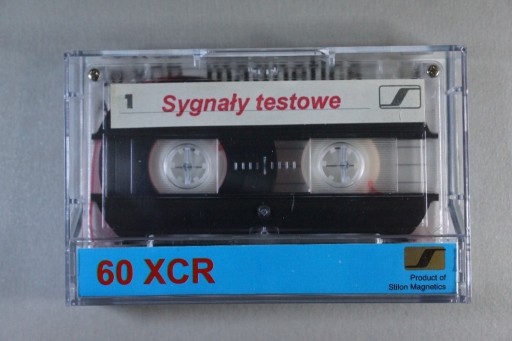 1 Sygnały testowe
60 XCR
Product of
Stilon Magnetics